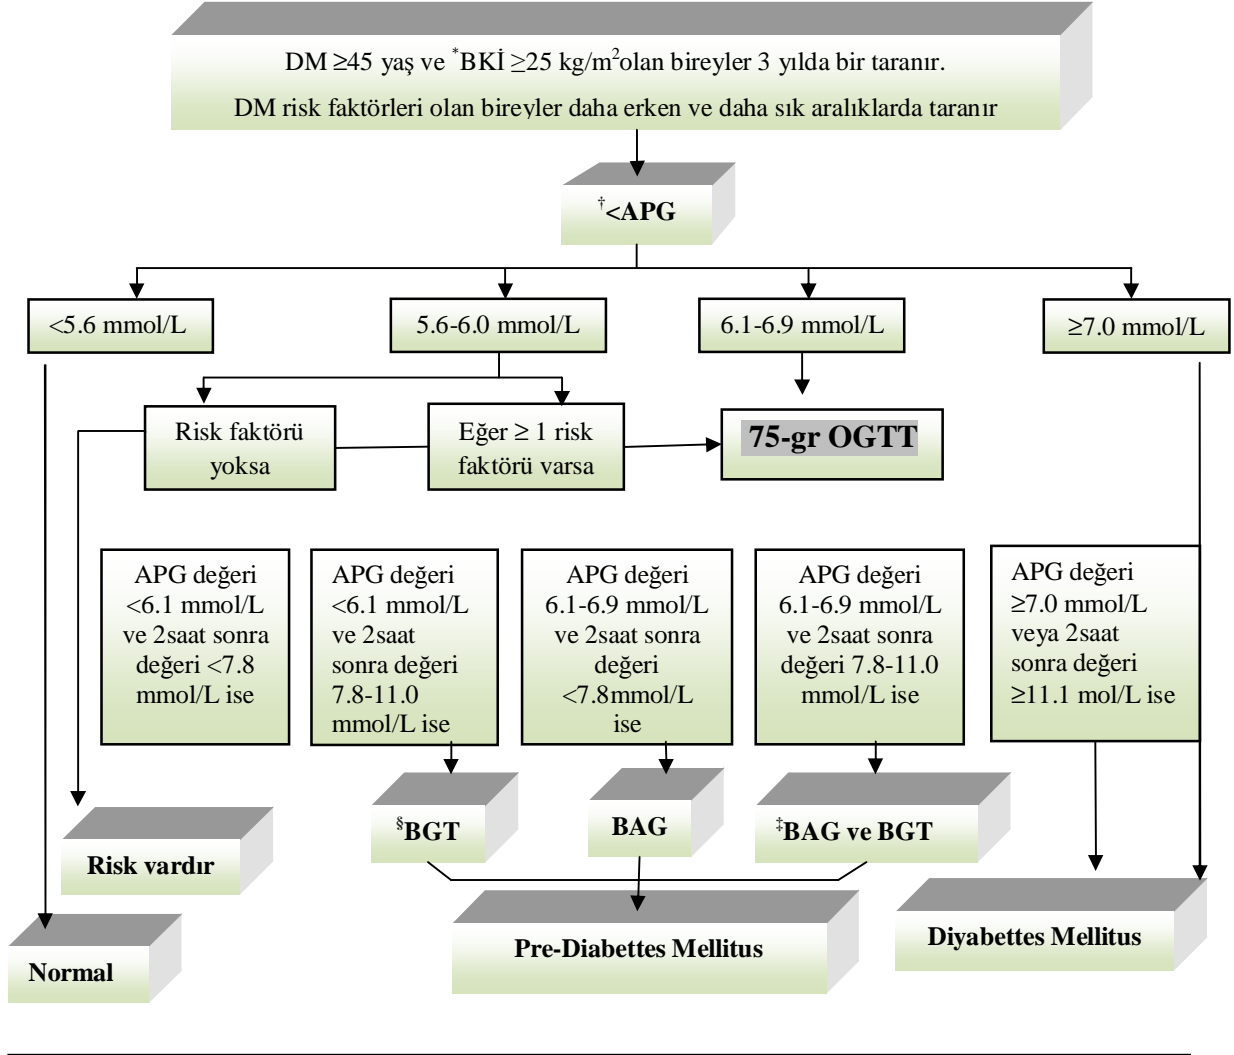 DM ≥45 yaş ve *BKİ ≥25 kg/m²olan bireyler 3 yılda bir taranır.
DM risk faktörleri olan bireyler daha erken ve daha sık aralıklarda taranır
†<APG
<5.6 mmol/L
5.6-6.0 mmol/L
6.1-6.9 mmol/L
≥7.0 mmol/L
Risk faktörü
yoksa
Eğer ≥ 1 risk
faktörü varsa
75-gr OGTT
APG değeri
<6.1 mmol/L
ve 2saat sonra
değeri <7.8
mmol/L ise
APG değeri
<6.1 mmol/L
ve 2saat
sonra değeri
7.8-11.0
mmol/L ise
APG değeri
6.1-6.9 mmol/L
ve 2saat sonra
değeri
<7.8mmol/L
ise
APG değeri
6.1-6.9 mmol/L
ve 2saat sonra
değeri 7.8-11.0
mmol/L ise
APG değeri
≥7.0 mmol/L
veya 2saat
sonra değeri
≥11.1 mol/L ise
§BGT
BAG
‡BAG ve BGT
Risk vardır
Normal
Pre-Diabettes Mellitus
Diyabettes Mellitus